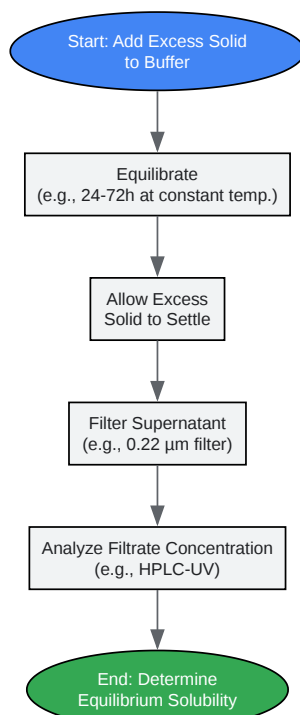 Start: Add Excess Solid
to Buffer
Equilibrate
(e.g., 24-72h at constant temp.)
Allow Excess
Solid to Settle
Filter Supernatant
(e.g., 0.22 µm filter)
Analyze Filtrate Concentration
(e.g., HPLC-UV)
End: Determine
Equilibrium Solubility